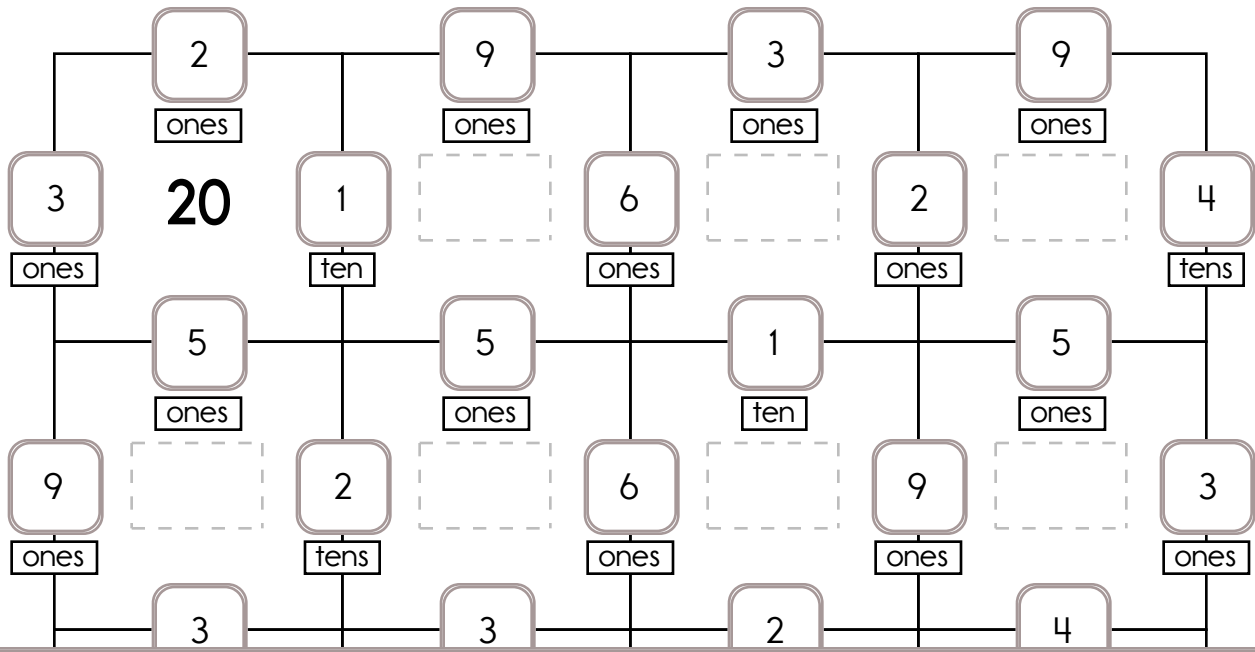 2 9 3 9
ones ones ones ones
3 20 1 6 2 4
ones ten ones ones tens
5 5 1 5
ones ones ten ones
9 2 6 9 3
ones tens ones ones ones
3 3 2 4